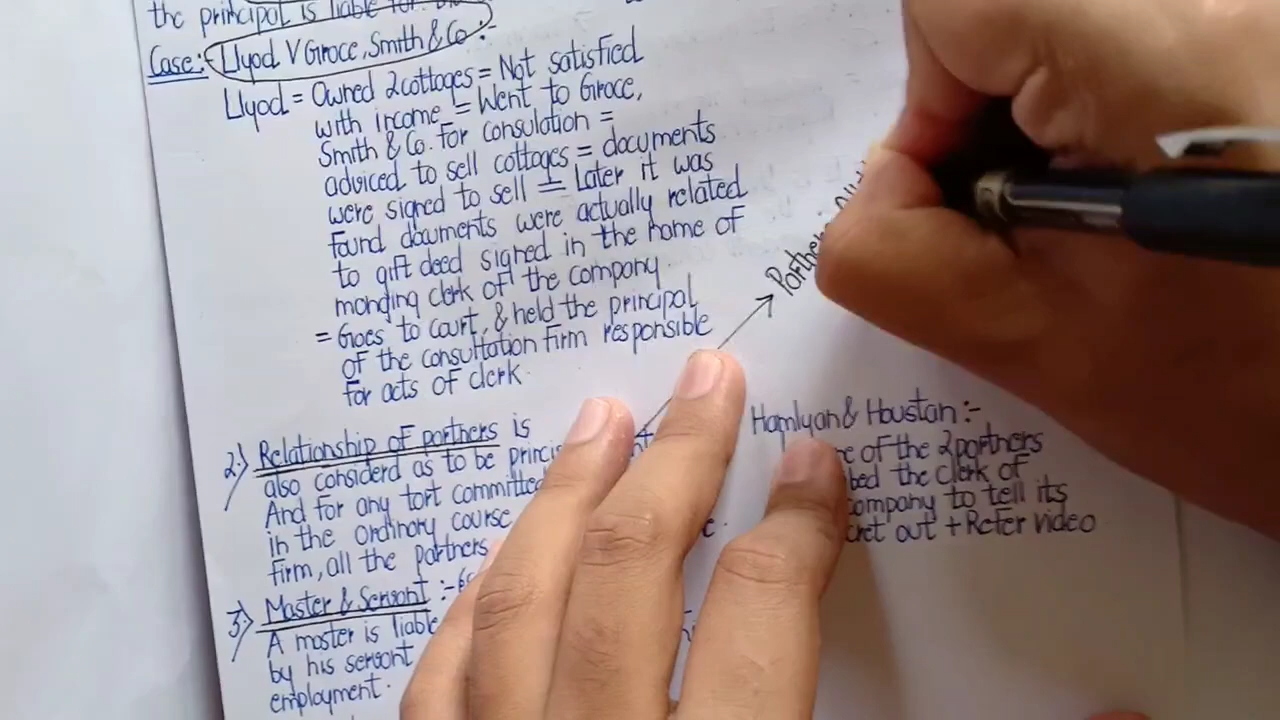 the principal is liable for
Case:- Llyod V Grace, Smith & Co :-
Llyod = Owned 2 cottages = Not satisfied
with income = Went to Grace,
Smith & Co. For consulation =
adviced to sell cottages = documents
were signed to sell = Later it was
found documents were actually related
to gift deed signed in the name of
manging clerk of the company
= Goes to court, & held the principal
of the consultation firm responsible
for acts of clerk.
2.) Relationship of partners is
also considerd as to be princi
And for any tort committed
in the ordinary course
firm, all the partners
3.) Master & Servant :-
A master is liable
by his servant
employment.
Hamlyan & Houstan :-
of the 2 partners
bed the clerk of
company to tell its
out + Refer video